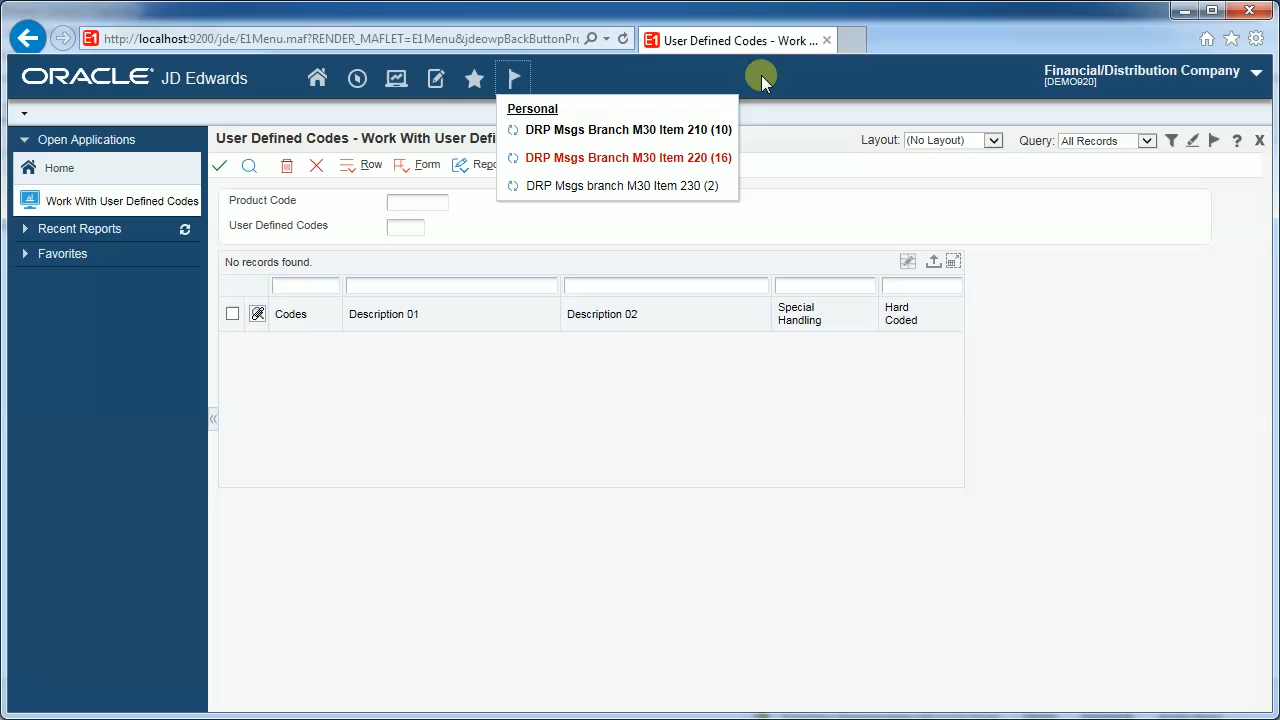 http://localhost:9200/jde/E1Menu.maf?RENDER_MAFLET=E1Menu&jdeowpBackButtonPr
E1 User Defined Codes - Work ...
ORACLE JD Edwards
Financial/Distribution Company
[DEMO920]
Personal
DRP Msgs Branch M30 Item 210 (10)
DRP Msgs Branch M30 Item 220 (16)
DRP Msgs branch M30 Item 230 (2)
Open Applications
Home
Work With User Defined Codes
Recent Reports
Favorites
User Defined Codes - Work With User Defi
Layout: (No Layout) Query: All Records
Row Form Repo
Product Code
User Defined Codes
No records found.
Codes Description 01 Description 02 Special Handling Hard Coded